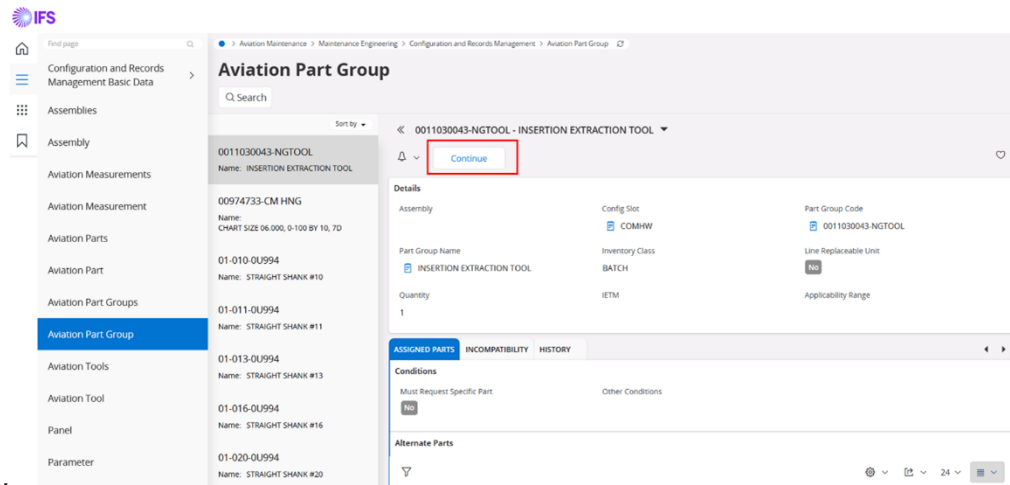 IFS
Find page
Aviation Maintenance > Maintenance Engineering > Configuration and Records Management > Aviation Part Group
Configuration and Records
Management Basic Data
Assemblies
Assembly
Aviation Measurements
Aviation Measurement
Aviation Parts
Aviation Part
Aviation Part Groups
Aviation Part Group
Aviation Tools
Aviation Tool
Panel
Parameter
Aviation Part Group
Search
Sort by
0011030043-NGTOOL
Name: INSERTION EXTRACTION TOOL
00974733-CM HNG
Name:
CHART SIZE 06.000, 0-100 BY 10, 7D
01-010-0U994
Name: STRAIGHT SHANK #10
01-011-0U994
Name: STRAIGHT SHANK #11
01-013-0U994
Name: STRAIGHT SHANK #13
01-016-0U994
Name: STRAIGHT SHANK #16
01-020-0U994
Name: STRAIGHT SHANK #20
0011030043-NGTOOL - INSERTION EXTRACTION TOOL
Continue
Details
Assembly
Config Slot
COMHW
Part Group Code
0011030043-NGTOOL
Part Group Name
INSERTION EXTRACTION TOOL
Inventory Class
BATCH
Line Replaceable Unit
No
Quantity
1
IETM
Applicability Range
ASSIGNED PARTS INCOMPATIBILITY HISTORY
Conditions
Must Request Specific Part
No
Other Conditions
Alternate Parts
24